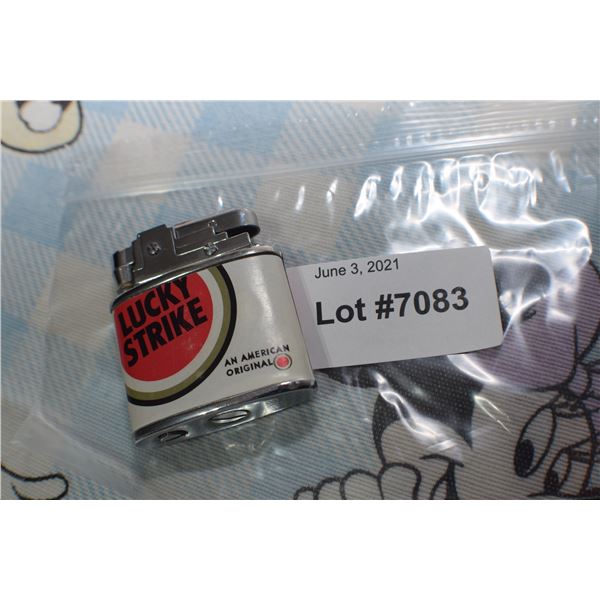 LUCKY
STRIKE
AN AMERICAN
ORIGINAL
June 3, 2021
Lot #7083